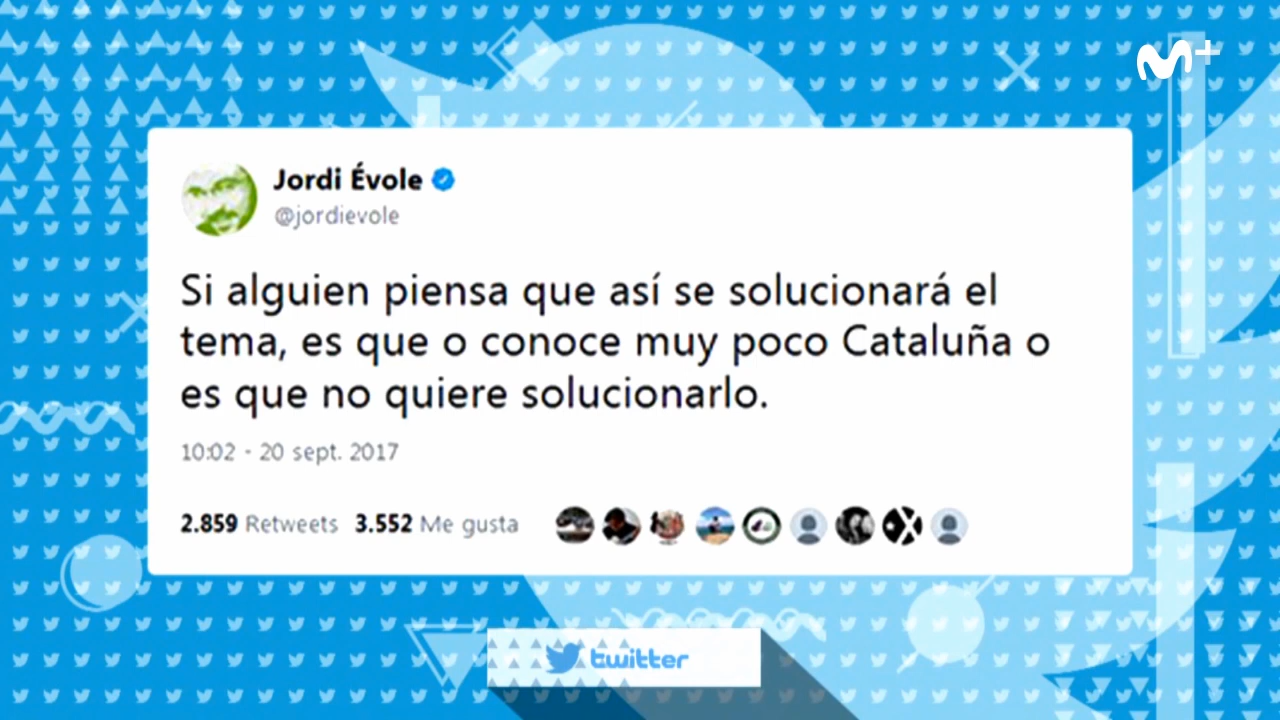 M+
Jordi Évole
@jordievole
Si alguien piensa que así se solucionará el
tema, es que o conoce muy poco Cataluña o
es que no quiere solucionarlo.
10:02 - 20 sept. 2017
2.859 Retweets 3.552 Me gusta
twitter